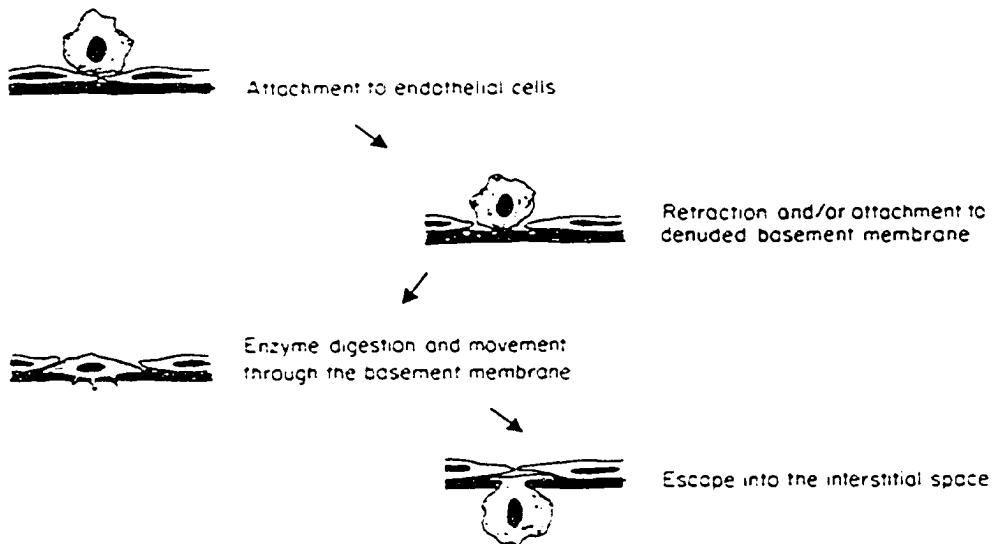 Attachment to endothelial cells
Retraction and/or attachment to
denuded basement membrane
Enzyme digestion and movement
through the basement membrane
Escape into the interstitial space